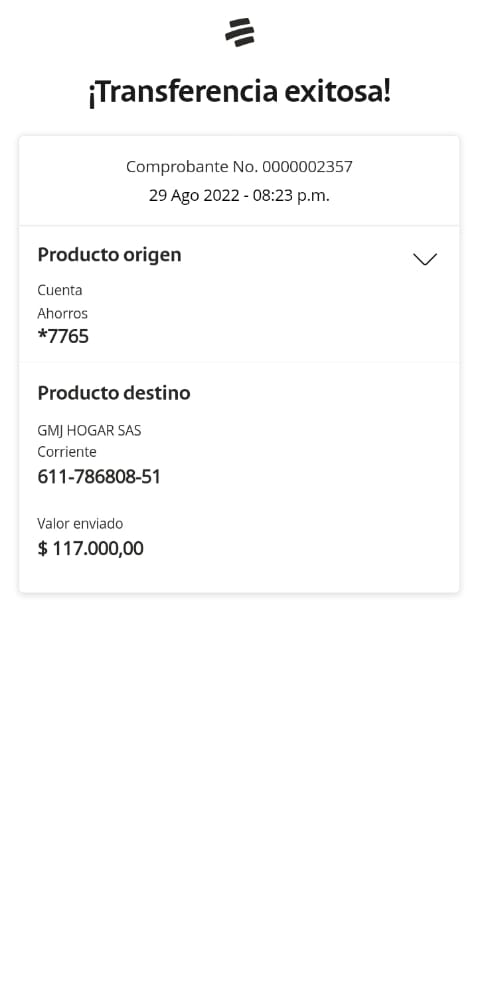 ¡Transferencia exitosa!
Comprobante No. 0000002357
29 Ago 2022 - 08:23 p.m.
Producto origen
Cuenta
Ahorros
*7765
Producto destino
GMJ HOGAR SAS
Corriente
611-786808-51
Valor enviado
$ 117.000,00